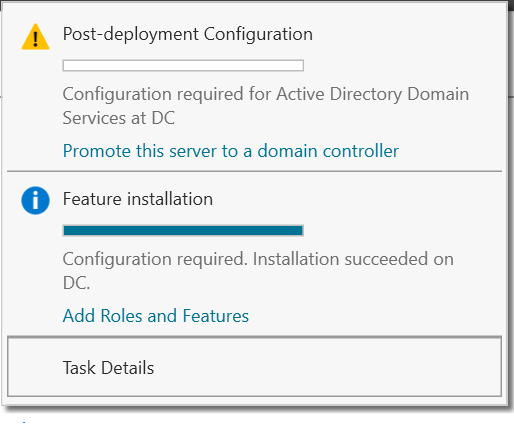 Post-deployment Configuration
Configuration required for Active Directory Domain
Services at DC
Promote this server to a domain controller
Feature installation
Configuration required. Installation succeeded on
DC.
Add Roles and Features
Task Details